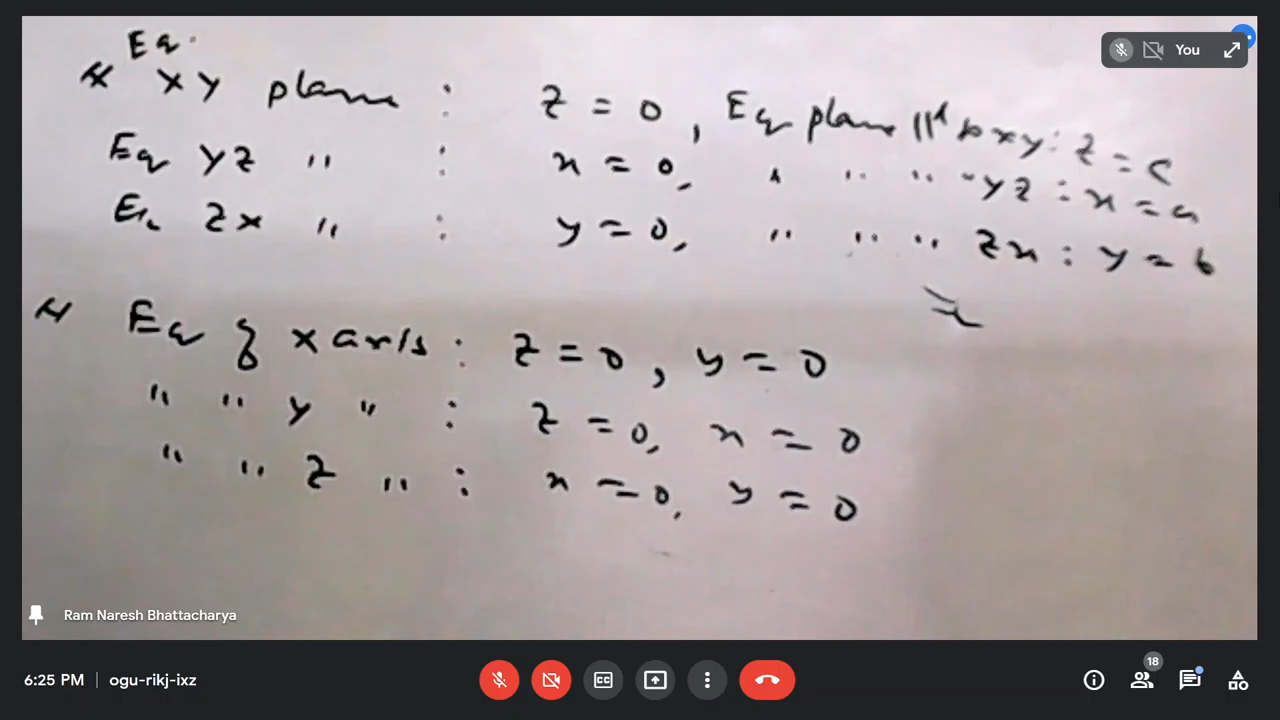 Eq.
* XY plane : z = 0, Eq plane ||d to xy : z = c
Eq YZ " : x = 0, " " " " yz : x = a
Eq ZX " : y = 0, " " " zx : y = b
* Eq of x axis : z = 0, y = 0
" " y " : z = 0, x = 0
" " z " : x = 0, y = 0
You
Ram Naresh Bhattacharya
6:25 PM | ogu-rikj-ixz
18